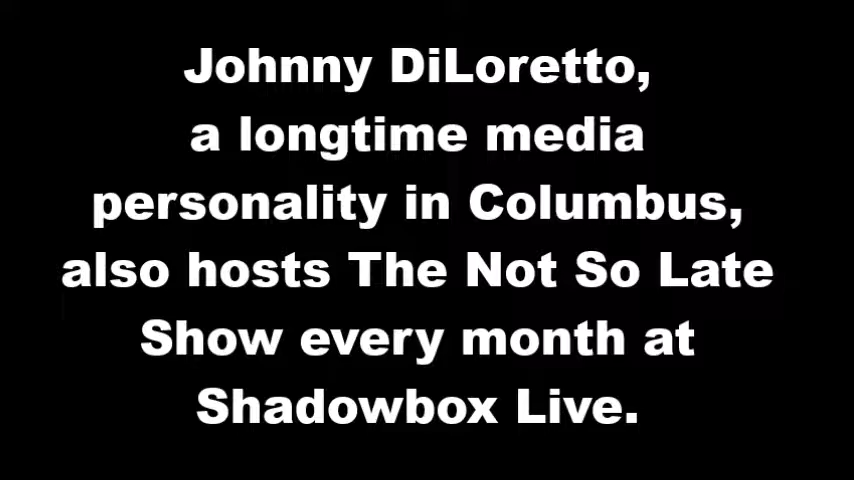 Johnny DiLoretto,
a longtime media
personality in Columbus,
also hosts The Not So Late
Show every month at
Shadowbox Live.